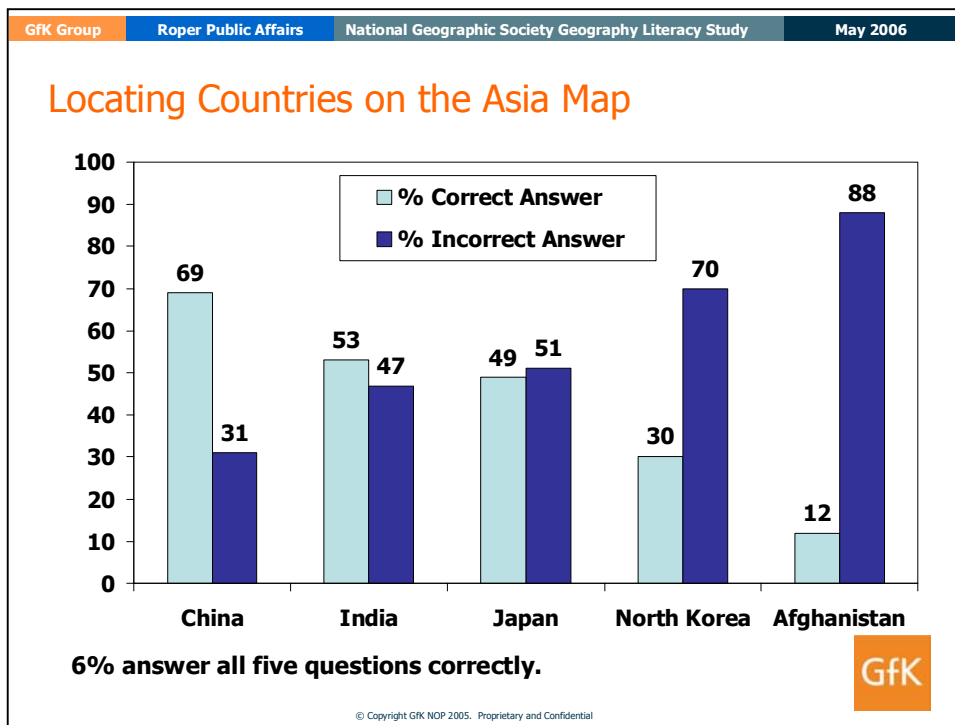 GfK Group Roper Public Affairs National Geographic Society Geography Literacy Study May 2006
Locating Countries on the Asia Map
% Correct Answer
% Incorrect Answer
100
90
80
70
60
50
40
30
20
10
0
69
31
53
47
49
51
30
70
12
88
China India Japan North Korea Afghanistan
6% answer all five questions correctly.
GfK
© Copyright GfK NOP 2005. Proprietary and Confidential